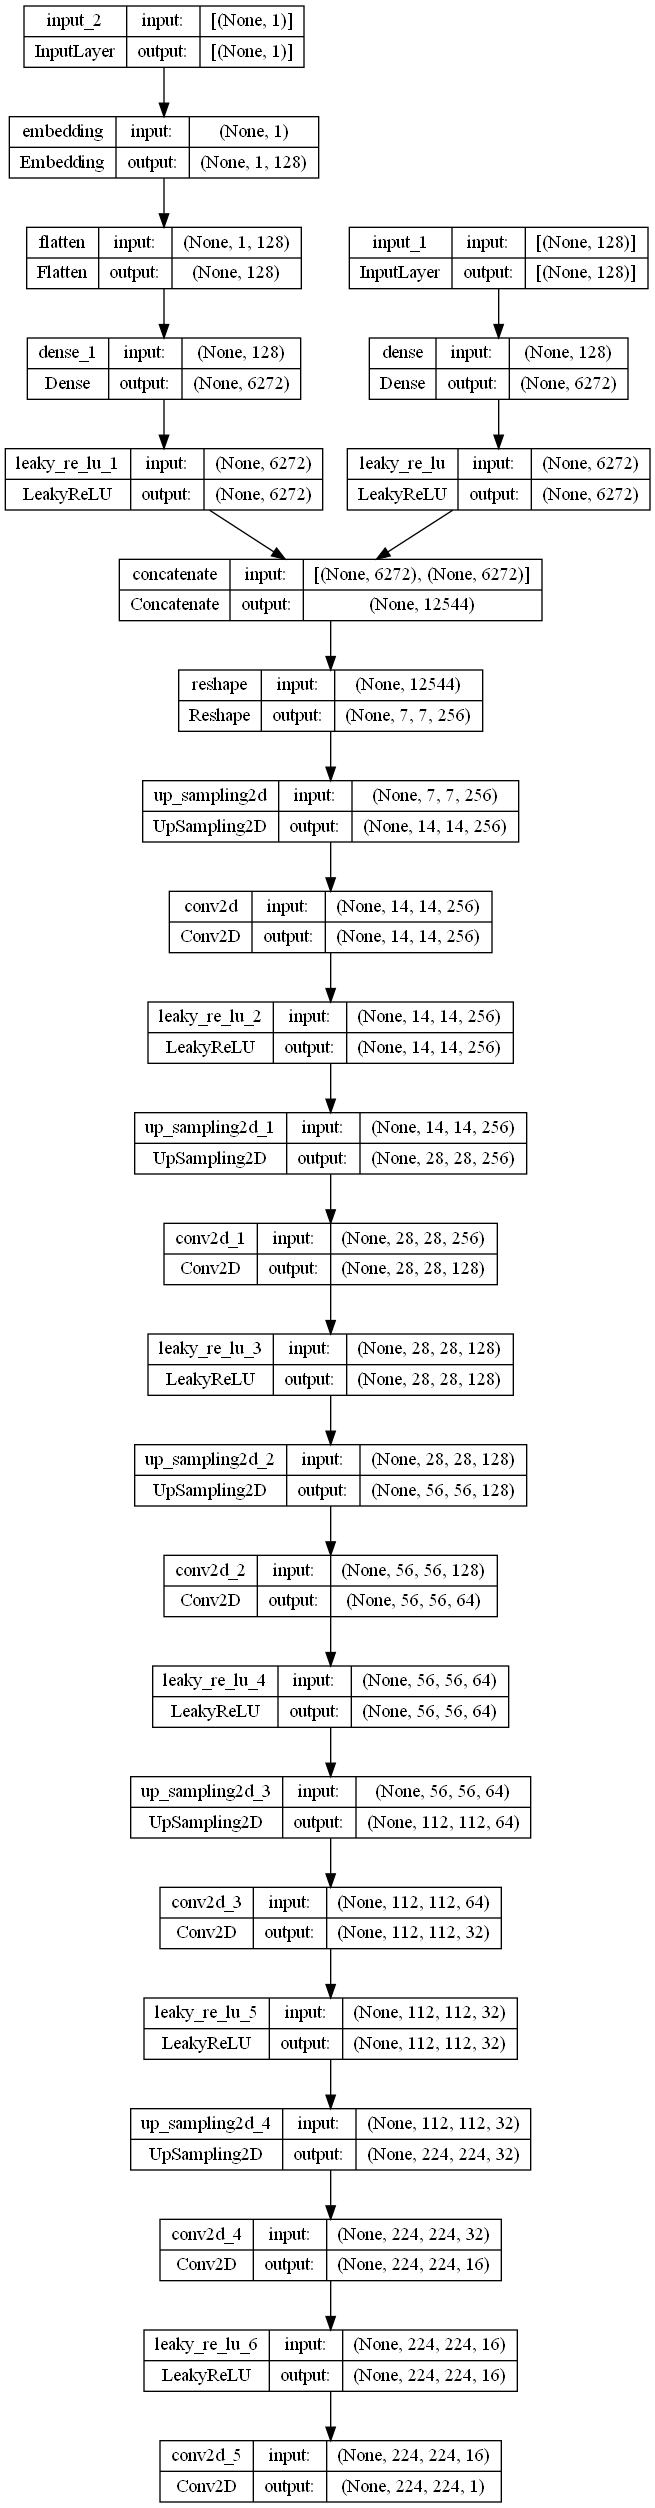 input_2 input: [(None, 1)]
InputLayer output: [(None, 1)]
embedding input: (None, 1)
Embedding output: (None, 1, 128)
flatten input: (None, 1, 128)
Flatten output: (None, 128)
input_1 input: [(None, 128)]
InputLayer output: [(None, 128)]
dense_1 input: (None, 128)
Dense output: (None, 6272)
dense input: (None, 128)
Dense output: (None, 6272)
leaky_re_lu_1 input: (None, 6272)
LeakyReLU output: (None, 6272)
leaky_re_lu input: (None, 6272)
LeakyReLU output: (None, 6272)
concatenate input: [(None, 6272), (None, 6272)]
Concatenate output: (None, 12544)
reshape input: (None, 12544)
Reshape output: (None, 7, 7, 256)
up_sampling2d input: (None, 7, 7, 256)
UpSampling2D output: (None, 14, 14, 256)
conv2d input: (None, 14, 14, 256)
Conv2D output: (None, 14, 14, 256)
leaky_re_lu_2 input: (None, 14, 14, 256)
LeakyReLU output: (None, 14, 14, 256)
up_sampling2d_1 input: (None, 14, 14, 256)
UpSampling2D output: (None, 28, 28, 256)
conv2d_1 input: (None, 28, 28, 256)
Conv2D output: (None, 28, 28, 128)
leaky_re_lu_3 input: (None, 28, 28, 128)
LeakyReLU output: (None, 28, 28, 128)
up_sampling2d_2 input: (None, 28, 28, 128)
UpSampling2D output: (None, 56, 56, 128)
conv2d_2 input: (None, 56, 56, 128)
Conv2D output: (None, 56, 56, 64)
leaky_re_lu_4 input: (None, 56, 56, 64)
LeakyReLU output: (None, 56, 56, 64)
up_sampling2d_3 input: (None, 56, 56, 64)
UpSampling2D output: (None, 112, 112, 64)
conv2d_3 input: (None, 112, 112, 64)
Conv2D output: (None, 112, 112, 32)
leaky_re_lu_5 input: (None, 112, 112, 32)
LeakyReLU output: (None, 112, 112, 32)
up_sampling2d_4 input: (None, 112, 112, 32)
UpSampling2D output: (None, 224, 224, 32)
conv2d_4 input: (None, 224, 224, 32)
Conv2D output: (None, 224, 224, 16)
leaky_re_lu_6 input: (None, 224, 224, 16)
LeakyReLU output: (None, 224, 224, 16)
conv2d_5 input: (None, 224, 224, 16)
Conv2D output: (None, 224, 224, 1)